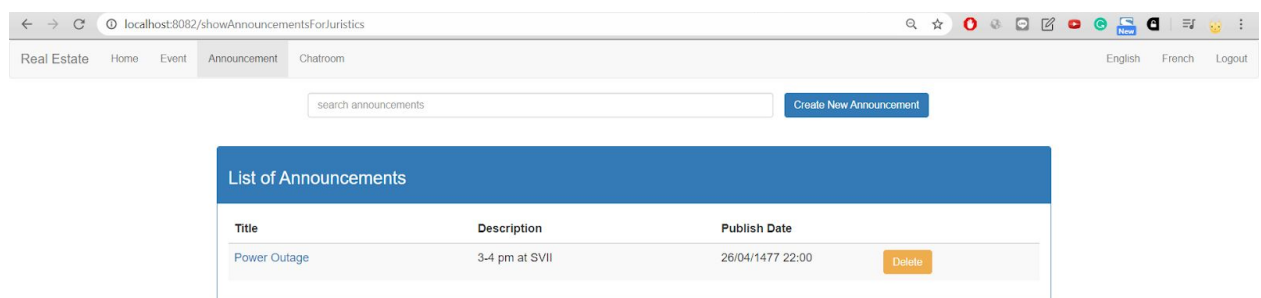 localhost:8082/showAnnouncementsForJuristics
New
Real Estate Home Event Announcement Chatroom English French Logout
search announcements Create New Announcement
List of Announcements
Title Description Publish Date
Power Outage 3-4 pm at SVII 26/04/1477 22:00 Delete